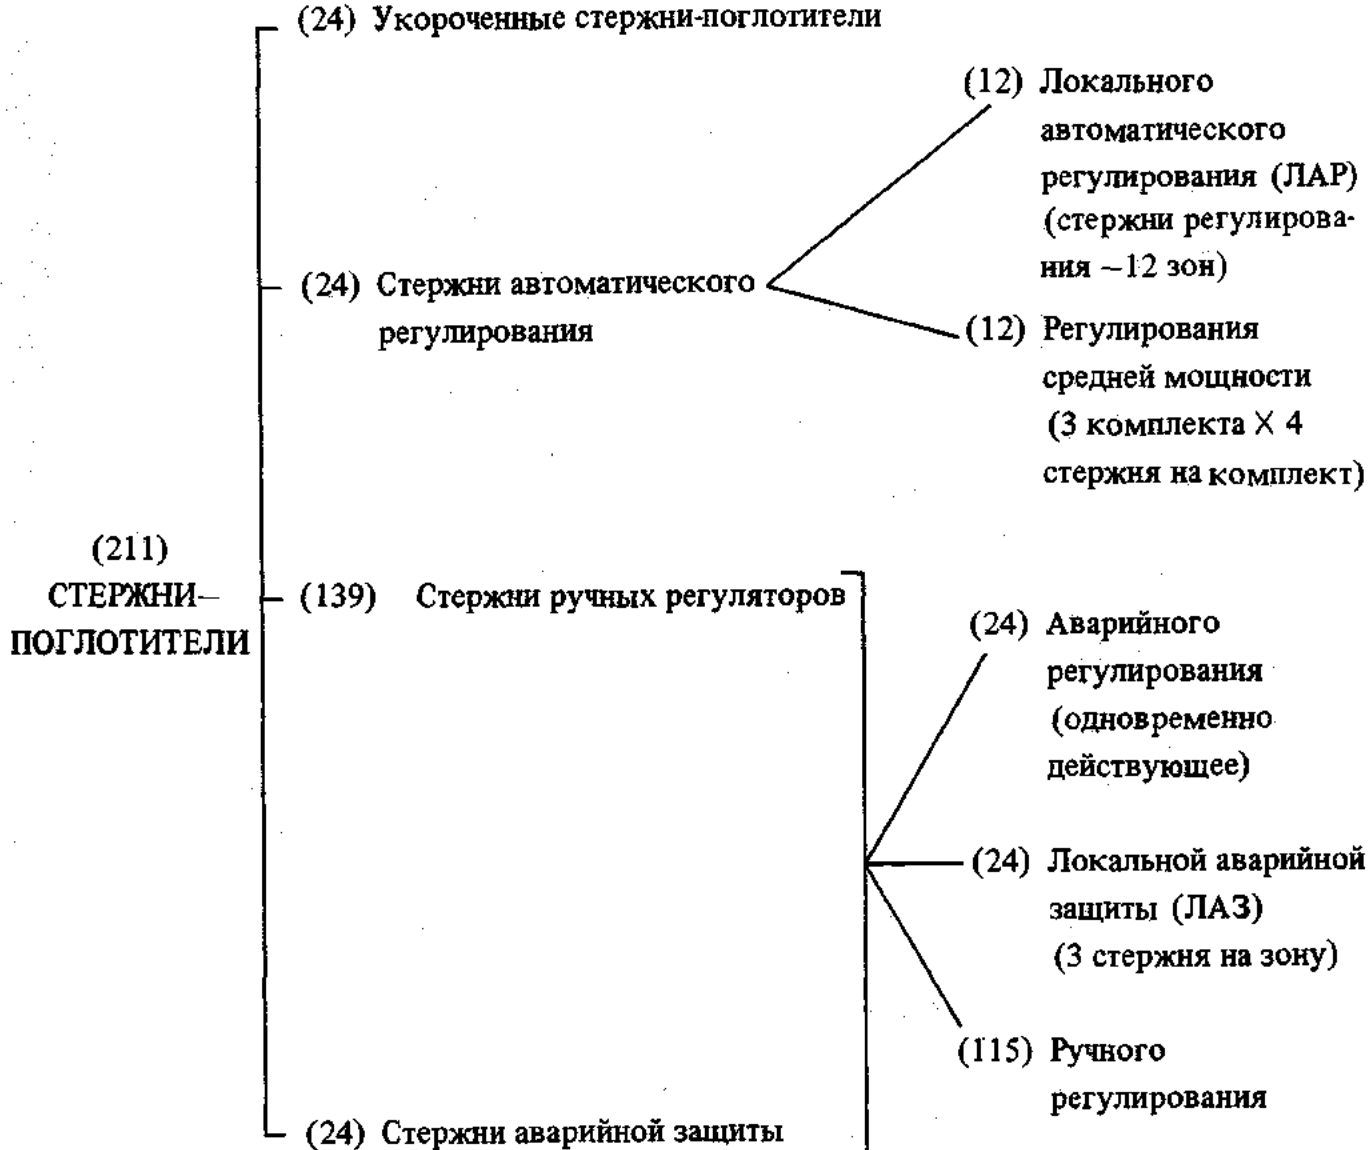 (24) Укороченные стержни-поглотители
(12) Локального
автоматического
регулирования (ЛАР)
(стержни регулирова-
ния –12 зон)
(24) Стержни автоматического
регулирования
(12) Регулирования
средней мощности
(3 комплекта X 4
стержня на комплект)
(211)
СТЕРЖНИ–
ПОГЛОТИТЕЛИ
(139) Стержни ручных регуляторов
(24) Аварийного
регулирования
(одновременно
действующее)
(24) Локальной аварийной
защиты (ЛАЗ)
(3 стержня на зону)
(115) Ручного
регулирования
(24) Стержни аварийной защиты